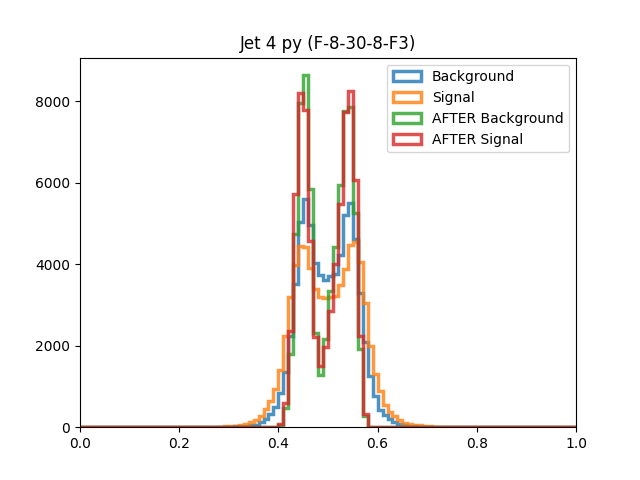 Jet 4 py (F-8-30-8-F3)
Background
Signal
AFTER Background
AFTER Signal
8000
6000
4000
2000
0
0.0 0.2 0.4 0.6 0.8 1.0